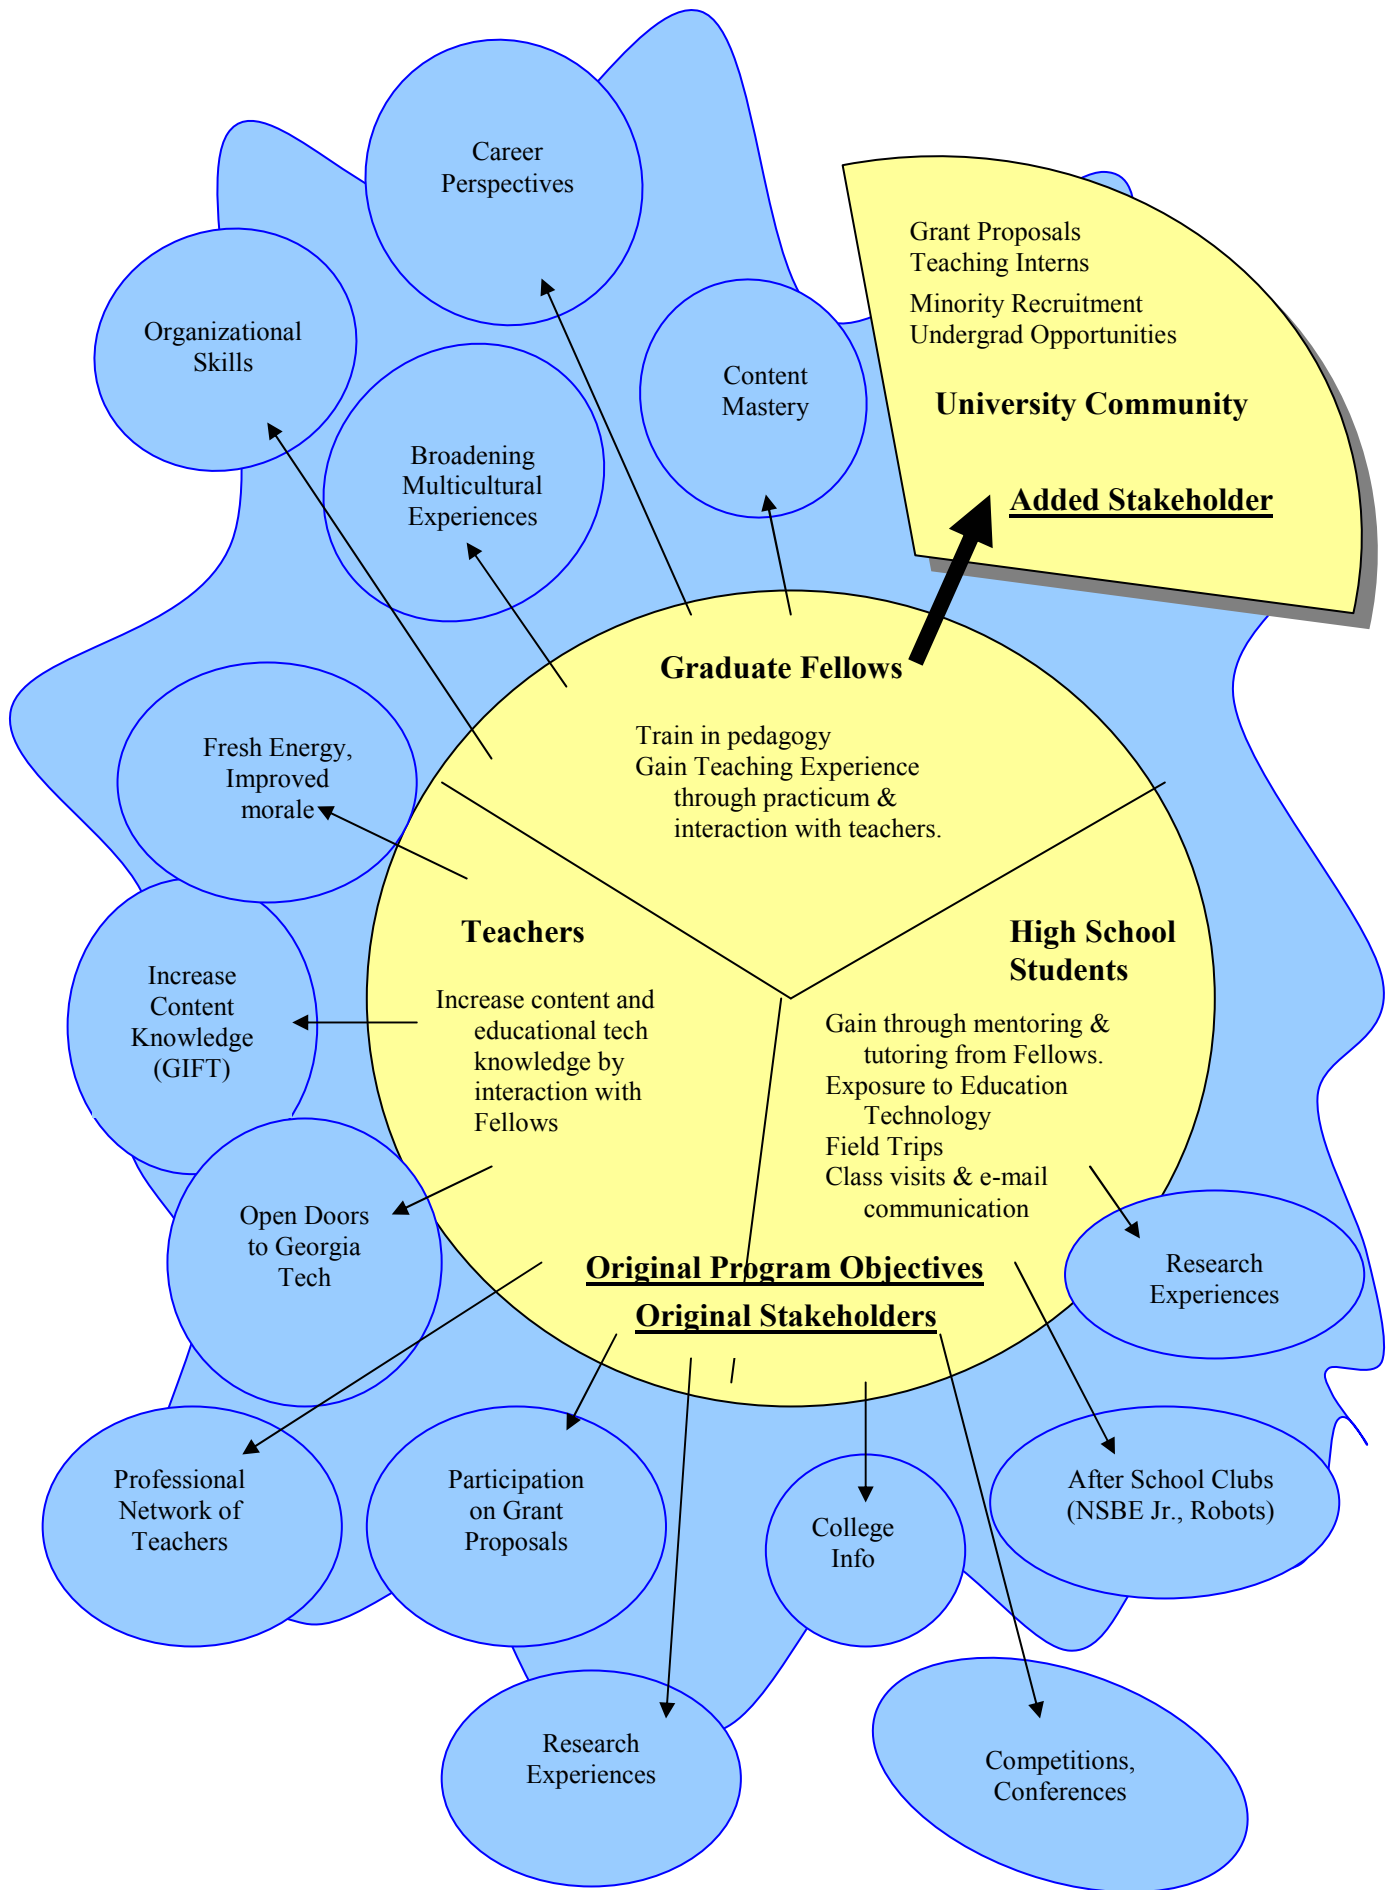 Career
Perspectives
Grant Proposals
Teaching Interns
Minority Recruitment
Undergrad Opportunities
University Community
Added Stakeholder
Organizational
Skills
Content
Mastery
Broadening
Multicultural
Experiences
Graduate Fellows
Train in pedagogy
Gain Teaching Experience
through practicum &
interaction with teachers.
Fresh Energy,
Improved
morale
Teachers
Increase content and
educational tech
knowledge by
interaction with
Fellows
High School
Students
Gain through mentoring &
tutoring from Fellows.
Exposure to Education
Technology
Field Trips
Class visits & e-mail
communication
Increase
Content
Knowledge
(GIFT)
Open Doors
to Georgia
Tech
Original Program Objectives
Original Stakeholders
Research
Experiences
Professional
Network of
Teachers
Participation
on Grant
Proposals
College
Info
After School Clubs
(NSBE Jr., Robots)
Research
Experiences
Competitions,
Conferences